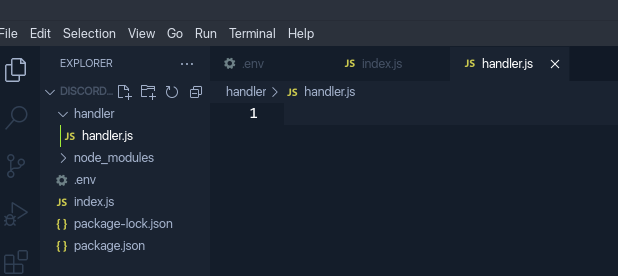 File Edit Selection View Go Run Terminal Help
EXPLORER ...
.env JS index.js JS handler.js
DISCORD...
handler > JS handler.js
handler
1
JS handler.js
node_modules
.env
JS index.js
{ } package-lock.json
{ } package.json